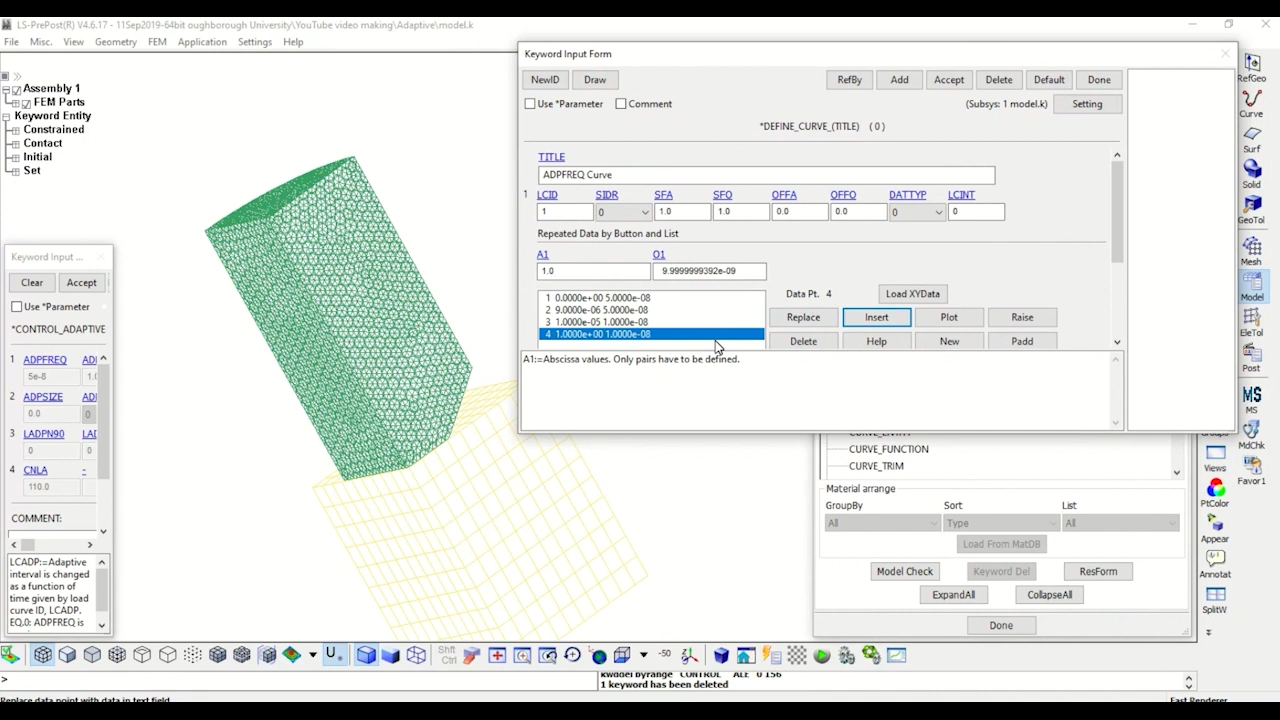 LS-PrePost(R) V4.6.17 - 11Sep2019-64bit oughborough University\YouTube video making\Adaptive\model.k
File Misc. View Geometry FEM Application Settings Help
Assembly 1
FEM Parts
Keyword Entity
Constrained
Contact
Initial
Set
Keyword Input ...
Clear Accept
Use *Parameter
*CONTROL_ADAPTIVE
1 ADPFREQ ADI
5e-8 1.0
2 ADPSIZE ADI
0.0 0
3 LADPN90 LAD
0 0
4 CNLA -
110.0
COMMENT:
LCADP:=Adaptive
interval is changed
as a function of
time given by load
curve ID, LCADP.
EQ.0: ADPFREQ is
Keyword Input Form
NewID Draw RefBy Add Accept Delete Default Done
Use *Parameter Comment (Subsys: 1 model.k) Setting
*DEFINE_CURVE_(TITLE) (0)
TITLE
ADPFREQ Curve
1 LCID SIDR SFA SFO OFFA OFFO DATTYP LCINT
1 0 1.0 1.0 0.0 0.0 0 0
Repeated Data by Button and List
A1 O1
1.0 9.9999999392e-09
1 0.0000e+00 5.0000e-08
2 9.0000e-06 5.0000e-08
3 1.0000e-05 1.0000e-08
4 1.0000e+00 1.0000e-08
Data Pt. 4 Load XYData
Replace Insert Plot Raise
Delete Help New Padd
A1:=Abscissa values. Only pairs have to be defined.
CURVE_FUNCTION
CURVE_TRIM
Material arrange
GroupBy Sort List
All Type All
Load From MatDB
Model Check Keyword Del ResForm
ExpandAll CollapseAll
Done
RefGeo
Curve
Surf
Solid
GeoTol
Mesh
Model
EleTol
Post
MS
MS
MdChk
Favor1
Groups
Views
PtColor
Appear
Annotat
SplitW
U
Shft
Ctrl
-50
>
1 keyword has been deleted
Replace data point with data in text field
Fast Renderer